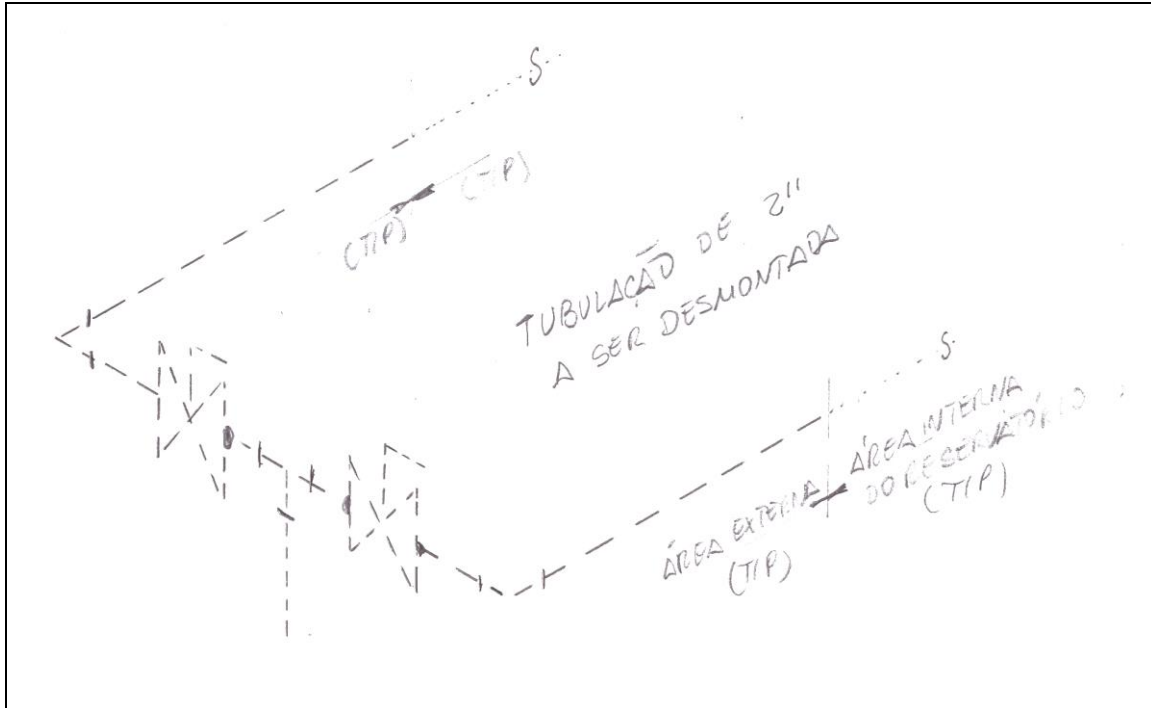 S.
(TIP)
(TIP)
TUBULAÇÃO DE 2"
A SER DESMONTADA
S.
ÁREA INTERNA
DO RESERVATÓRIO
(TIP)
ÁREA EXTERNA
(TIP)